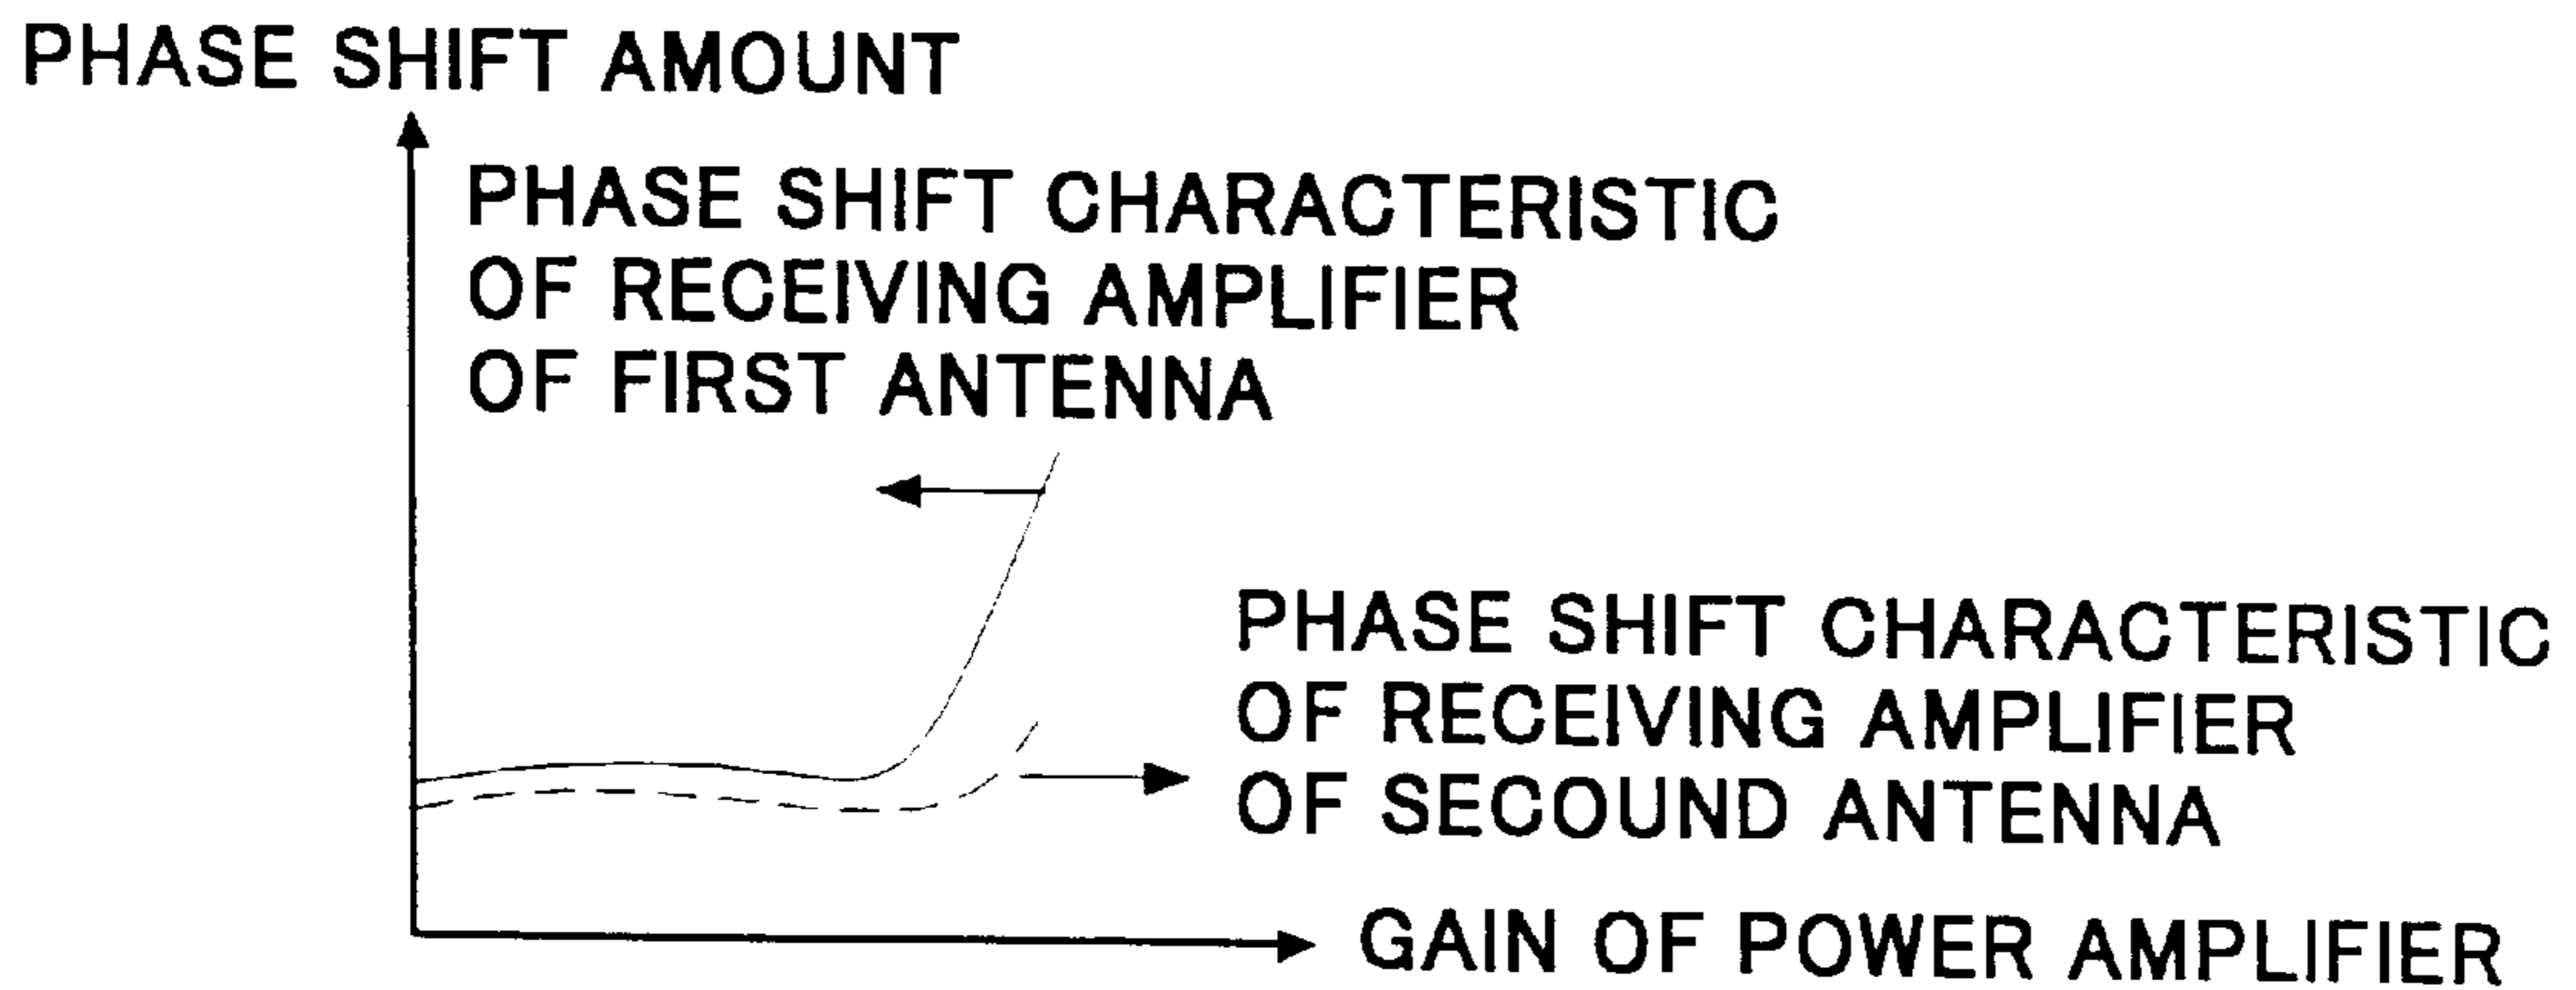 PHASE SHIFT AMOUNT
PHASE SHIFT CHARACTERISTIC
OF RECEIVING AMPLIFIER
OF FIRST ANTENNA
PHASE SHIFT CHARACTERISTIC
OF RECEIVING AMPLIFIER
OF SECOUND ANTENNA
GAIN OF POWER AMPLIFIER